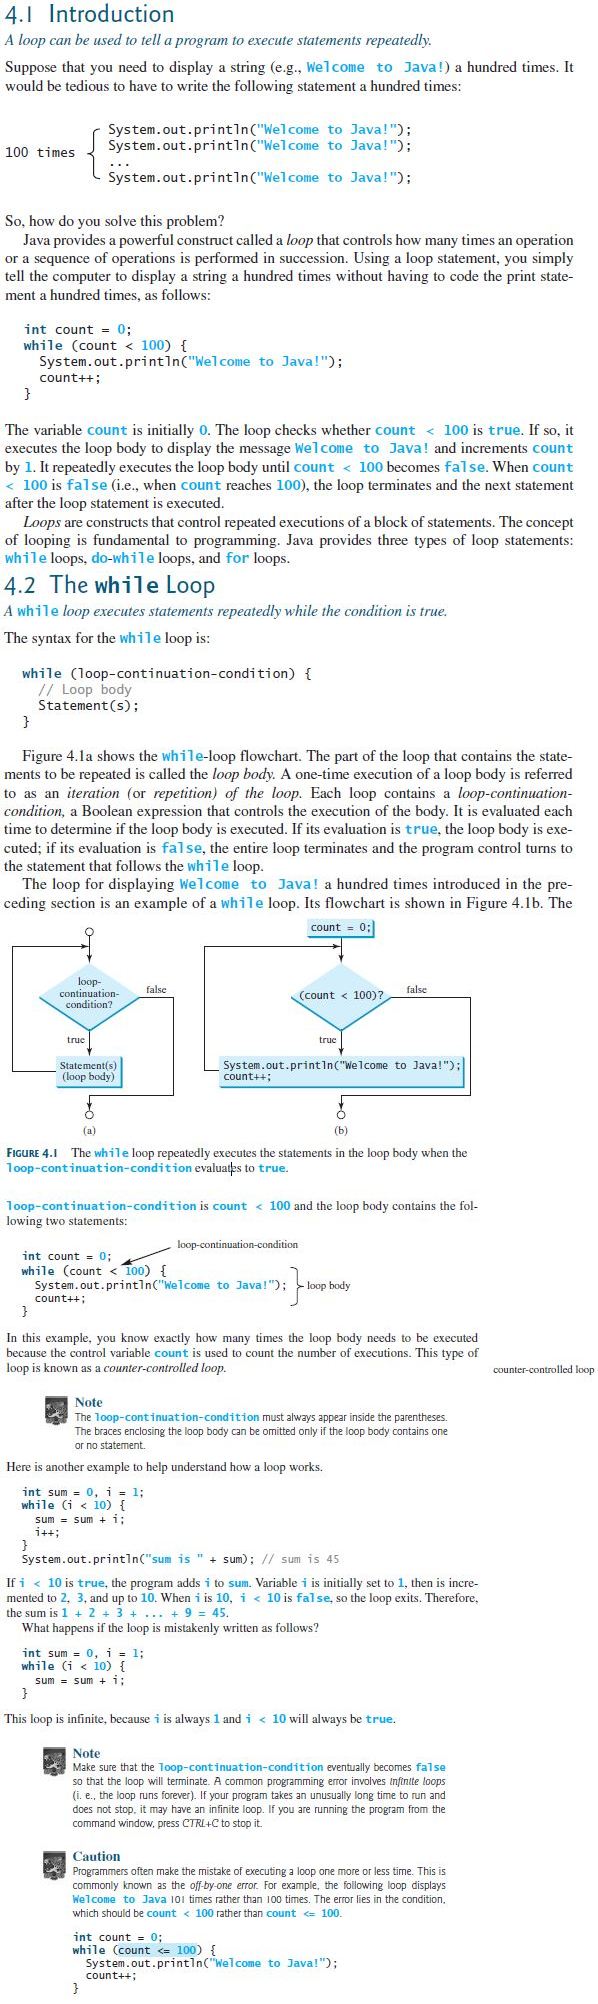 4.1 Introduction
A loop can be used to tell a program to execute statements repeatedly.
Suppose that you need to display a string (e.g., Welcome to Java!) a hundred times. It
would be tedious to have to write the following statement a hundred times:
System.out.println("Welcome to Java!");
System.out.println("Welcome to Java!");
100 times
...
System.out.println("Welcome to Java!");
So, how do you solve this problem?
Java provides a powerful construct called a loop that controls how many times an operation
or a sequence of operations is performed in succession. Using a loop statement, you simply
tell the computer to display a string a hundred times without having to code the print state-
ment a hundred times, as follows:
int count = 0;
while (count < 100) {
System.out.println("Welcome to Java!");
count++;
}
The variable count is initially 0. The loop checks whether count < 100 is true. If so, it
executes the loop body to display the message Welcome to Java! and increments count
by 1. It repeatedly executes the loop body until count < 100 becomes false. When count
< 100 is false (i.e., when count reaches 100), the loop terminates and the next statement
after the loop statement is executed.
Loops are constructs that control repeated executions of a block of statements. The concept
of looping is fundamental to programming. Java provides three types of loop statements:
while loops, do-while loops, and for loops.
4.2 The while Loop
A while loop executes statements repeatedly while the condition is true.
The syntax for the while loop is:
while (loop-continuation-condition) {
// Loop body
Statement(s);
}
Figure 4.1a shows the while-loop flowchart. The part of the loop that contains the state-
ments to be repeated is called the loop body. A one-time execution of a loop body is referred
to as an iteration (or repetition) of the loop. Each loop contains a loop-continuation-
condition, a Boolean expression that controls the execution of the body. It is evaluated each
time to determine if the loop body is executed. If its evaluation is true, the loop body is exe-
cuted; if its evaluation is false, the entire loop terminates and the program control turns to
the statement that follows the while loop.
The loop for displaying Welcome to Java! a hundred times introduced in the pre-
ceding section is an example of a while loop. Its flowchart is shown in Figure 4.1b. The
loop-
continuation-
condition?
false
true
Statement(s)
(loop body)
(a)
count = 0;
(count < 100)?
false
true
System.out.println("Welcome to Java!");
count++;
(b)
FIGURE 4.1 The while loop repeatedly executes the statements in the loop body when the
loop-continuation-condition evaluates to true.
loop-continuation-condition is count < 100 and the loop body contains the fol-
lowing two statements:
loop-continuation-condition
int count = 0;
while (count < 100) {
System.out.println("Welcome to Java!");
loop body
count++;
}
In this example, you know exactly how many times the loop body needs to be executed
because the control variable count is used to count the number of executions. This type of
loop is known as a counter-controlled loop.
counter-controlled loop
Note
The loop-continuation-condition must always appear inside the parentheses.
The braces enclosing the loop body can be omitted only if the loop body contains one
or no statement.
Here is another example to help understand how a loop works.
int sum = 0, i = 1;
while (i < 10) {
sum = sum + i;
i++;
}
System.out.println("sum is " + sum); // sum is 45
If i < 10 is true, the program adds i to sum. Variable i is initially set to 1, then is incre-
mented to 2, 3, and up to 10. When i is 10, i < 10 is false, so the loop exits. Therefore,
the sum is 1 + 2 + 3 + ... + 9 = 45.
What happens if the loop is mistakenly written as follows?
int sum = 0, i = 1;
while (i < 10) {
sum = sum + i;
}
This loop is infinite, because i is always 1 and i < 10 will always be true.
Note
Make sure that the loop-continuation-condition eventually becomes false
so that the loop will terminate. A common programming error involves infinite loops
(i. e., the loop runs forever). If your program takes an unusually long time to run and
does not stop, it may have an infinite loop. If you are running the program from the
command window, press CTRL+C to stop it.
Caution
Programmers often make the mistake of executing a loop one more or less time. This is
commonly known as the off-by-one error. For example, the following loop displays
Welcome to Java 101 times rather than 100 times. The error lies in the condition,
which should be count < 100 rather than count <= 100.
int count = 0;
while (count <= 100) {
System.out.println("Welcome to Java!");
count++;
}